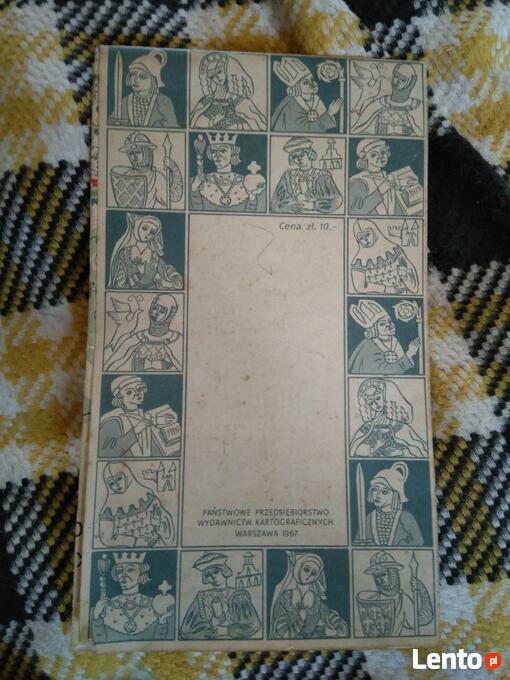 Cena zł, 10.-
PAŃSTWOWE PRZEDSIĘBIORSTWO
WYDAWNICTW KARTOGRAFICZNYCH
WARSZAWA 1967
Lento.pl